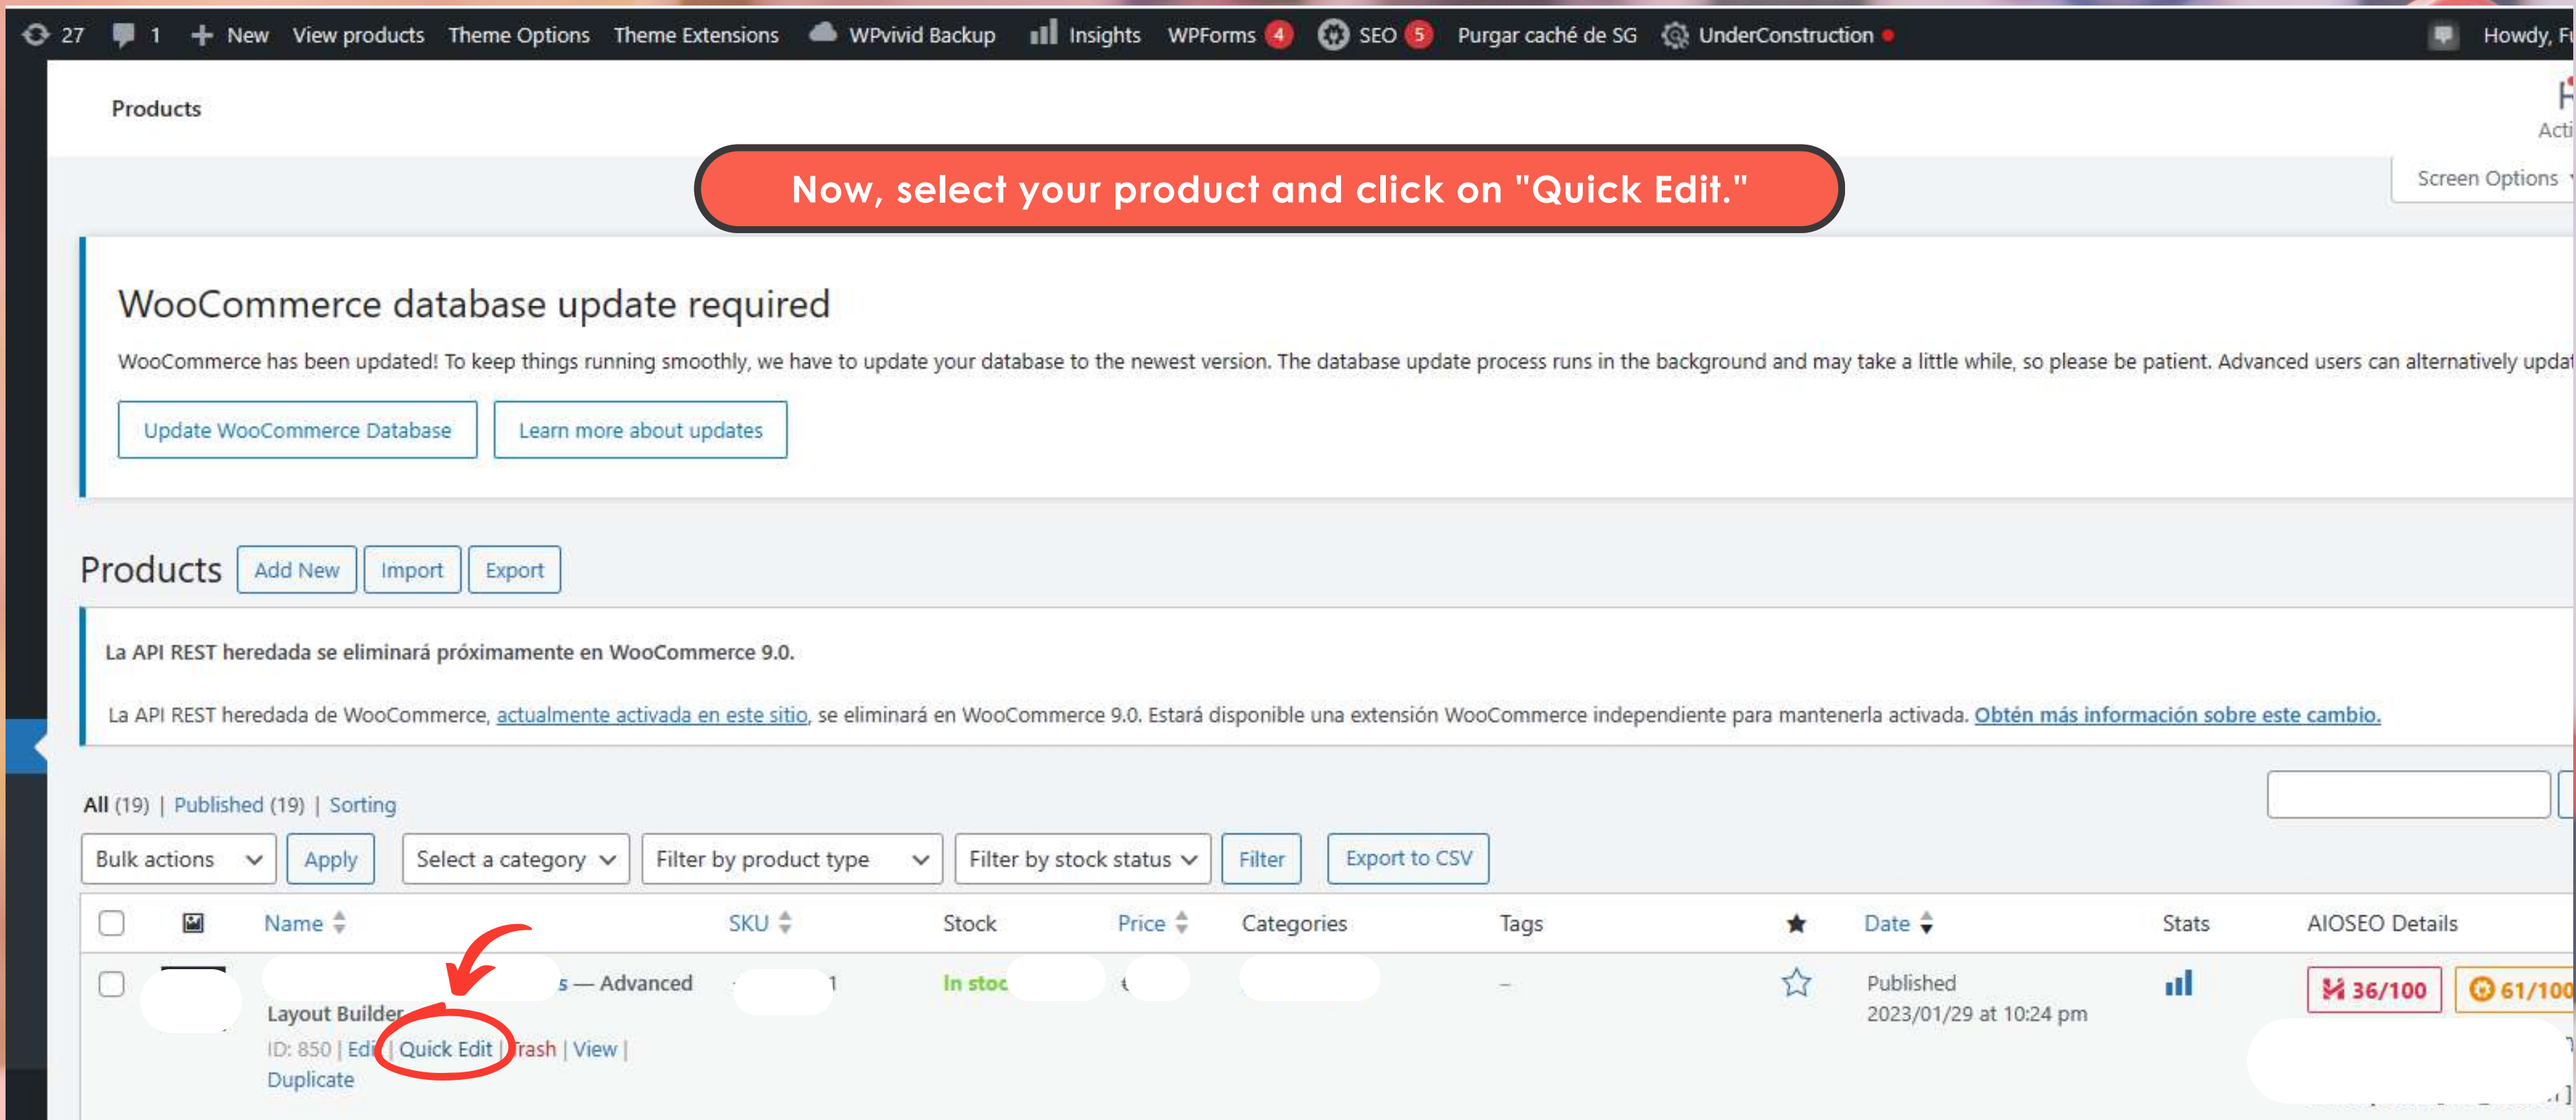 27 1 New View products Theme Options Theme Extensions WPvivid Backup Insights WPForms 4 SEO 5 Purgar caché de SG UnderConstruction Howdy,
Products
Screen Options
Now, select your product and click on "Quick Edit."
WooCommerce database update required
WooCommerce has been updated! To keep things running smoothly, we have to update your database to the newest version. The database update process runs in the background and may take a little while, so please be patient. Advanced users can alternatively
Update WooCommerce Database Learn more about updates
Products Add New Import Export
La API REST heredada se eliminará próximamente en WooCommerce 9.0.
La API REST heredada de WooCommerce, actualmente activada en este sitio, se eliminará en WooCommerce 9.0. Estará disponible una extensión WooCommerce independiente para mantenerla activada. Obtén más información sobre este cambio.
All (19) | Published (19) | Sorting
Bulk actions Apply Select a category Filter by product type Filter by stock status Filter Export to CSV
Name SKU Stock Price Categories Tags Date Stats AIOSEO Details
s — Advanced 1 In stoc – Published 36/100 61/100
Layout Builder 2023/01/29 at 10:24 pm
ID: 850 | Edit | Quick Edit | Trash | View |
Duplicate